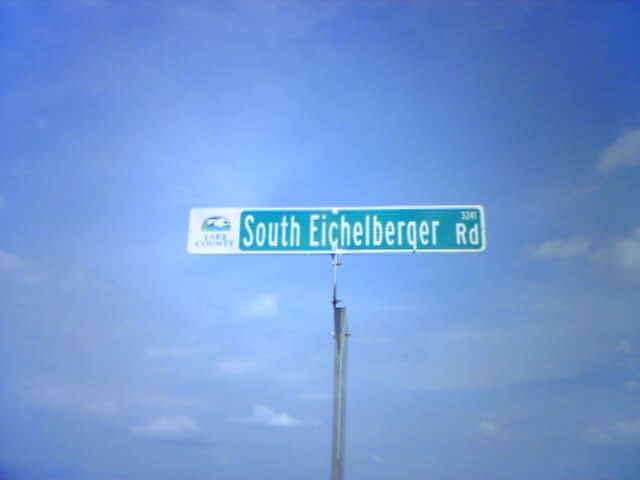 LAKE
COUNTY
South Eichelberger Rd
3241